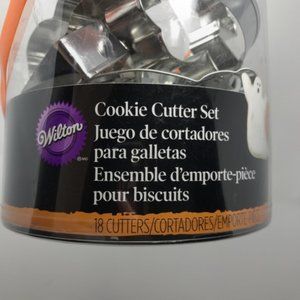 Wilton
Cookie Cutter Set
Juego de cortadores
para galletas
Ensemble d'emporte-pièce
pour biscuits
18 CUTTERS/CORTADORES/EMPORTE-